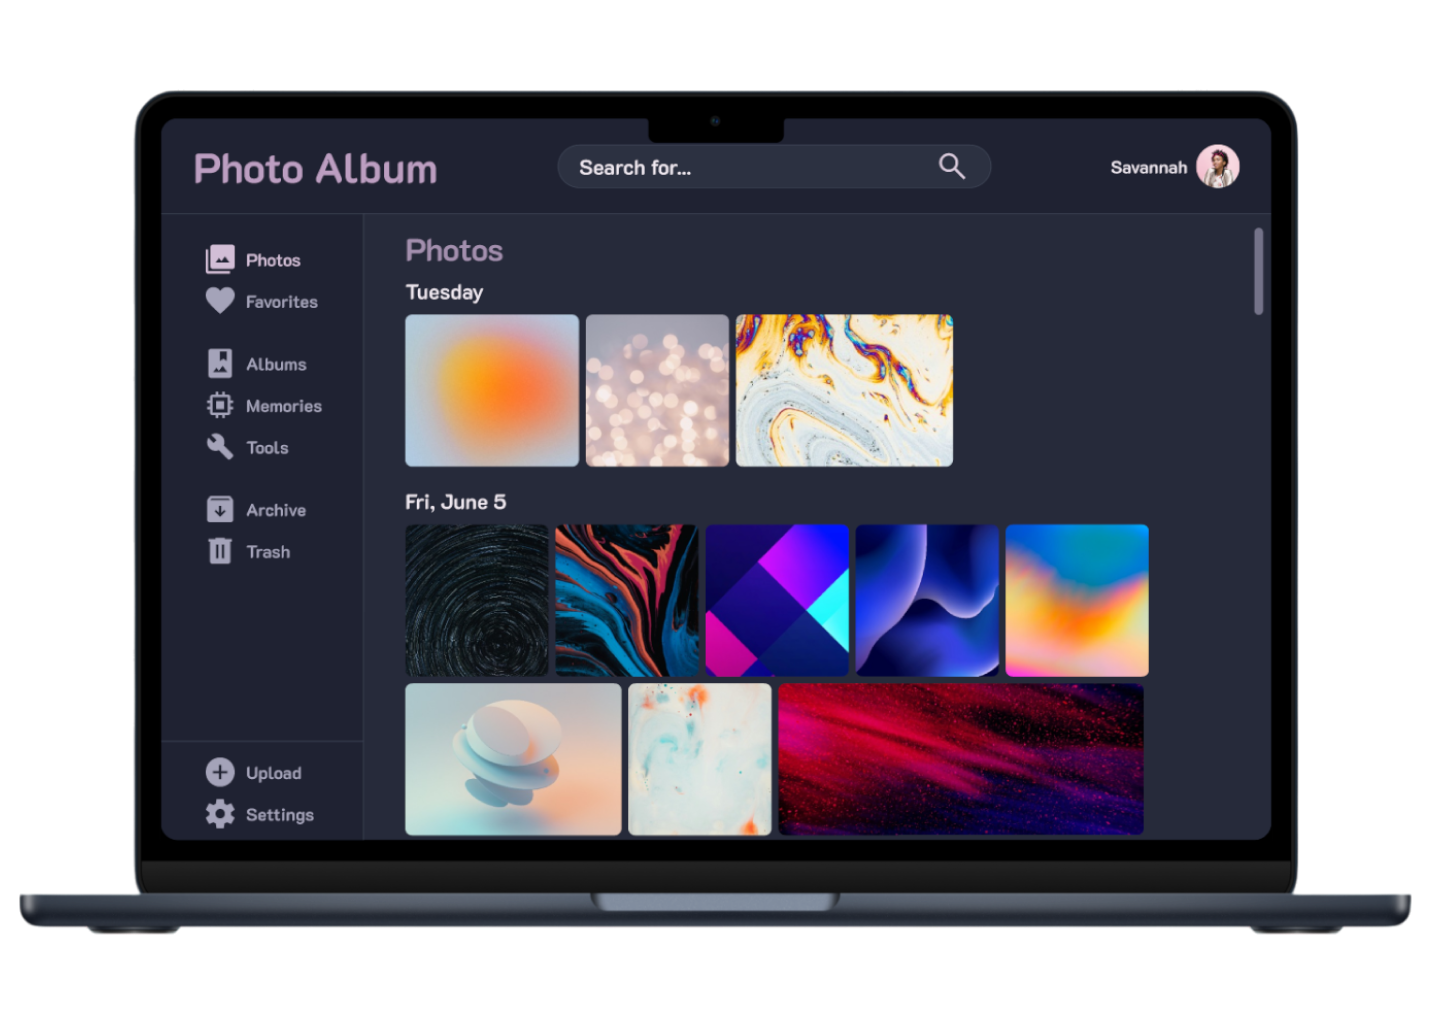 Photo Album
Search for...
Savannah
Photos
Favorites
Albums
Memories
Tools
Archive
Trash
Upload
Settings
Photos
Tuesday
Fri, June 5